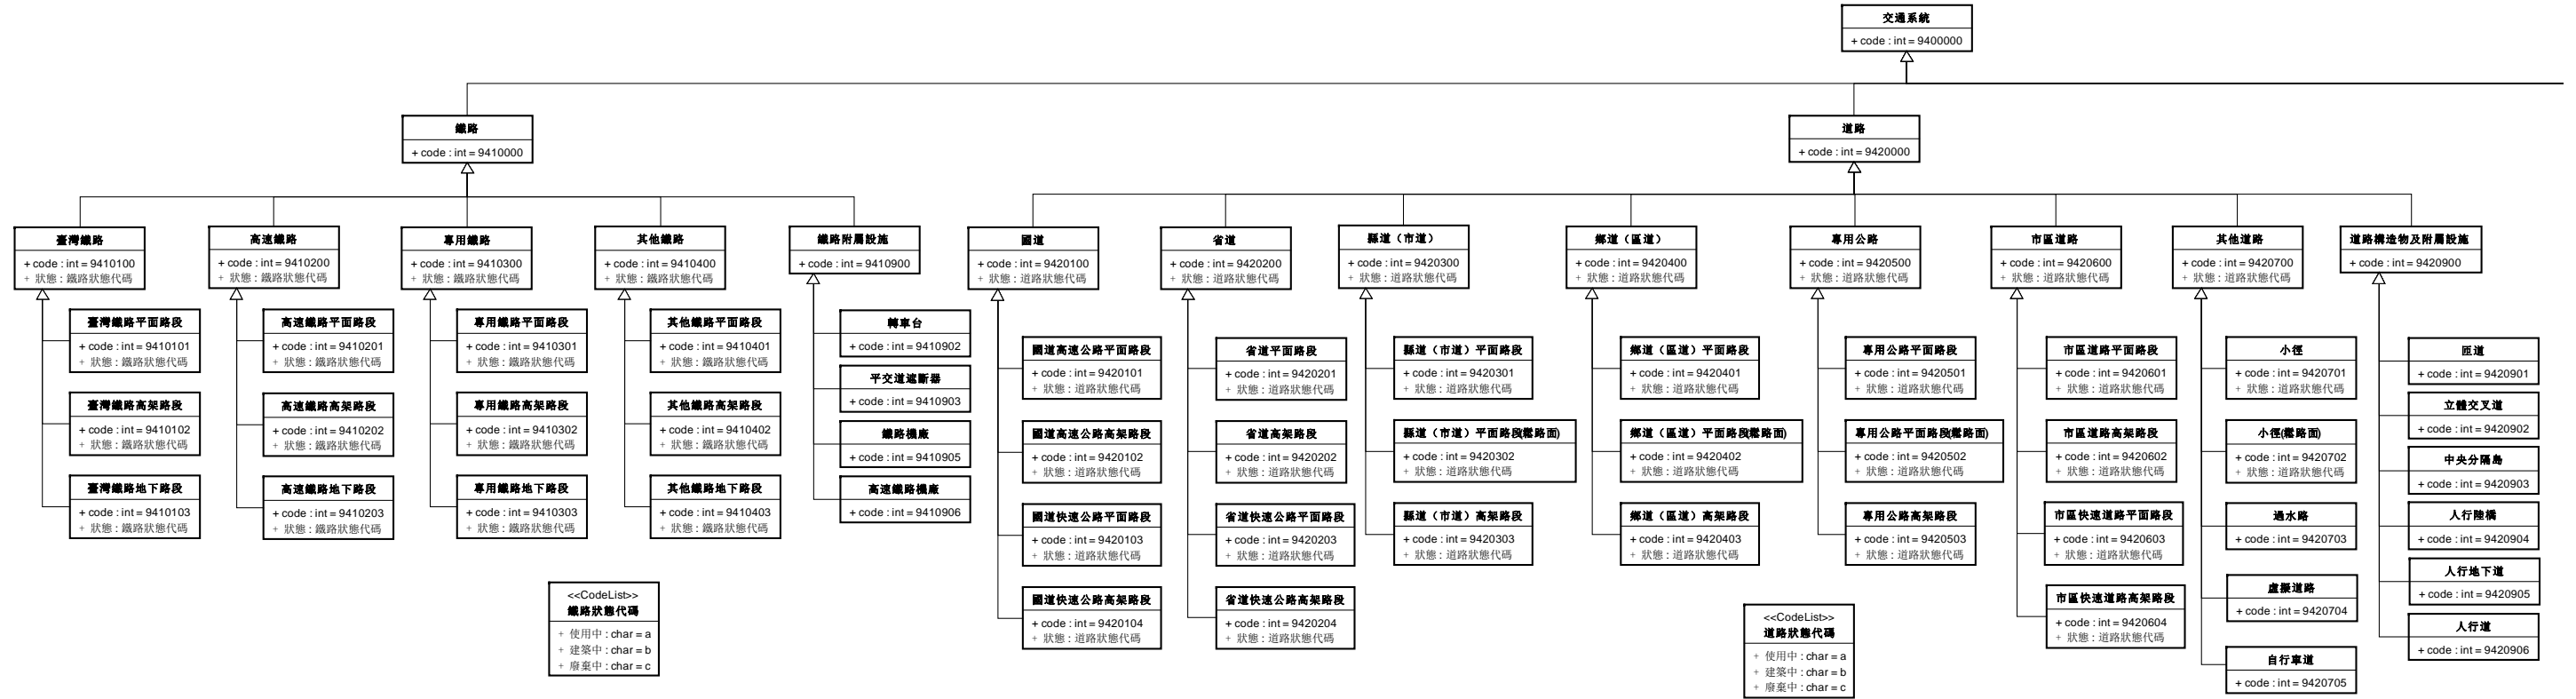 交通系統
+ code : int = 9400000
鐵路
+ code : int = 9410000
道路
+ code : int = 9420000
臺灣鐵路
+ code : int = 9410100
+ 狀態 : 鐵路狀態代碼
臺灣鐵路平面路段
+ code : int = 9410101
+ 狀態 : 鐵路狀態代碼
臺灣鐵路高架路段
+ code : int = 9410102
+ 狀態 : 鐵路狀態代碼
臺灣鐵路地下路段
+ code : int = 9410103
+ 狀態 : 鐵路狀態代碼
高速鐵路
+ code : int = 9410200
+ 狀態 : 鐵路狀態代碼
高速鐵路平面路段
+ code : int = 9410201
+ 狀態 : 鐵路狀態代碼
高速鐵路高架路段
+ code : int = 9410202
+ 狀態 : 鐵路狀態代碼
高速鐵路地下路段
+ code : int = 9410203
+ 狀態 : 鐵路狀態代碼
專用鐵路
+ code : int = 9410300
+ 狀態 : 鐵路狀態代碼
專用鐵路平面路段
+ code : int = 9410301
+ 狀態 : 鐵路狀態代碼
專用鐵路高架路段
+ code : int = 9410302
+ 狀態 : 鐵路狀態代碼
專用鐵路地下路段
+ code : int = 9410303
+ 狀態 : 鐵路狀態代碼
其他鐵路
+ code : int = 9410400
+ 狀態 : 鐵路狀態代碼
其他鐵路平面路段
+ code : int = 9410401
+ 狀態 : 鐵路狀態代碼
其他鐵路高架路段
+ code : int = 9410402
+ 狀態 : 鐵路狀態代碼
其他鐵路地下路段
+ code : int = 9410403
+ 狀態 : 鐵路狀態代碼
鐵路附屬設施
+ code : int = 9410900
轉車台
+ code : int = 9410902
平交道遮斷器
+ code : int = 9410903
鐵路機廠
+ code : int = 9410905
高速鐵路機廠
+ code : int = 9410906
<<CodeList>>
鐵路狀態代碼
+ 使用中 : char = a
+ 建築中 : char = b
+ 廢棄中 : char = c
國道
+ code : int = 9420100
+ 狀態 : 道路狀態代碼
國道高速公路平面路段
+ code : int = 9420101
+ 狀態 : 道路狀態代碼
國道高速公路高架路段
+ code : int = 9420102
+ 狀態 : 道路狀態代碼
國道快速公路平面路段
+ code : int = 9420103
+ 狀態 : 道路狀態代碼
國道快速公路高架路段
+ code : int = 9420104
+ 狀態 : 道路狀態代碼
省道
+ code : int = 9420200
+ 狀態 : 道路狀態代碼
省道平面路段
+ code : int = 9420201
+ 狀態 : 道路狀態代碼
省道高架路段
+ code : int = 9420202
+ 狀態 : 道路狀態代碼
省道快速公路平面路段
+ code : int = 9420203
+ 狀態 : 道路狀態代碼
省道快速公路高架路段
+ code : int = 9420204
+ 狀態 : 道路狀態代碼
縣道（市道）
+ code : int = 9420300
+ 狀態 : 道路狀態代碼
縣道（市道）平面路段
+ code : int = 9420301
+ 狀態 : 道路狀態代碼
縣道（市道）平面路段(鬆路面)
+ code : int = 9420302
+ 狀態 : 道路狀態代碼
縣道（市道）高架路段
+ code : int = 9420303
+ 狀態 : 道路狀態代碼
鄉道（區道）
+ code : int = 9420400
+ 狀態 : 道路狀態代碼
鄉道（區道）平面路段
+ code : int = 9420401
+ 狀態 : 道路狀態代碼
鄉道（區道）平面路段(鬆路面)
+ code : int = 9420402
+ 狀態 : 道路狀態代碼
鄉道（區道）高架路段
+ code : int = 9420403
+ 狀態 : 道路狀態代碼
專用公路
+ code : int = 9420500
+ 狀態 : 道路狀態代碼
專用公路平面路段
+ code : int = 9420501
+ 狀態 : 道路狀態代碼
專用公路平面路段(鬆路面)
+ code : int = 9420502
+ 狀態 : 道路狀態代碼
專用公路高架路段
+ code : int = 9420503
+ 狀態 : 道路狀態代碼
<<CodeList>>
道路狀態代碼
+ 使用中 : char = a
+ 建築中 : char = b
+ 廢棄中 : char = c
市區道路
+ code : int = 9420600
+ 狀態 : 道路狀態代碼
市區道路平面路段
+ code : int = 9420601
+ 狀態 : 道路狀態代碼
市區道路高架路段
+ code : int = 9420602
+ 狀態 : 道路狀態代碼
市區快速道路平面路段
+ code : int = 9420603
+ 狀態 : 道路狀態代碼
市區快速道路高架路段
+ code : int = 9420604
+ 狀態 : 道路狀態代碼
其他道路
+ code : int = 9420700
+ 狀態 : 道路狀態代碼
小徑
+ code : int = 9420701
+ 狀態 : 道路狀態代碼
小徑(鬆路面)
+ code : int = 9420702
+ 狀態 : 道路狀態代碼
過水路
+ code : int = 9420703
虛擬道路
+ code : int = 9420704
自行車道
+ code : int = 9420705
道路構造物及附屬設施
+ code : int = 9420900
匝道
+ code : int = 9420901
立體交叉道
+ code : int = 9420902
中央分隔島
+ code : int = 9420903
人行陸橋
+ code : int = 9420904
人行地下道
+ code : int = 9420905
人行道
+ code : int = 9420906